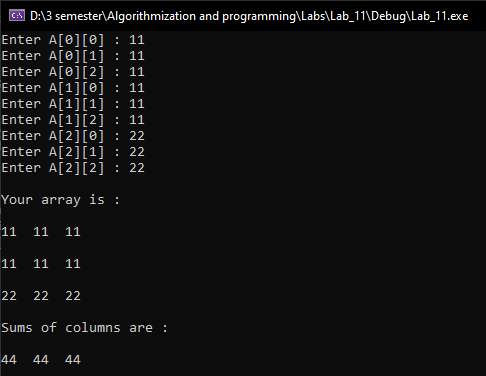 D:\3 semester\Algorithmization and programming\Labs\Lab_11\Debug\Lab_11.exe
Enter A[0][0] : 11
Enter A[0][1] : 11
Enter A[0][2] : 11
Enter A[1][0] : 11
Enter A[1][1] : 11
Enter A[1][2] : 11
Enter A[2][0] : 22
Enter A[2][1] : 22
Enter A[2][2] : 22
Your array is :
11  11  11
11  11  11
22  22  22
Sums of columns are :
44  44  44